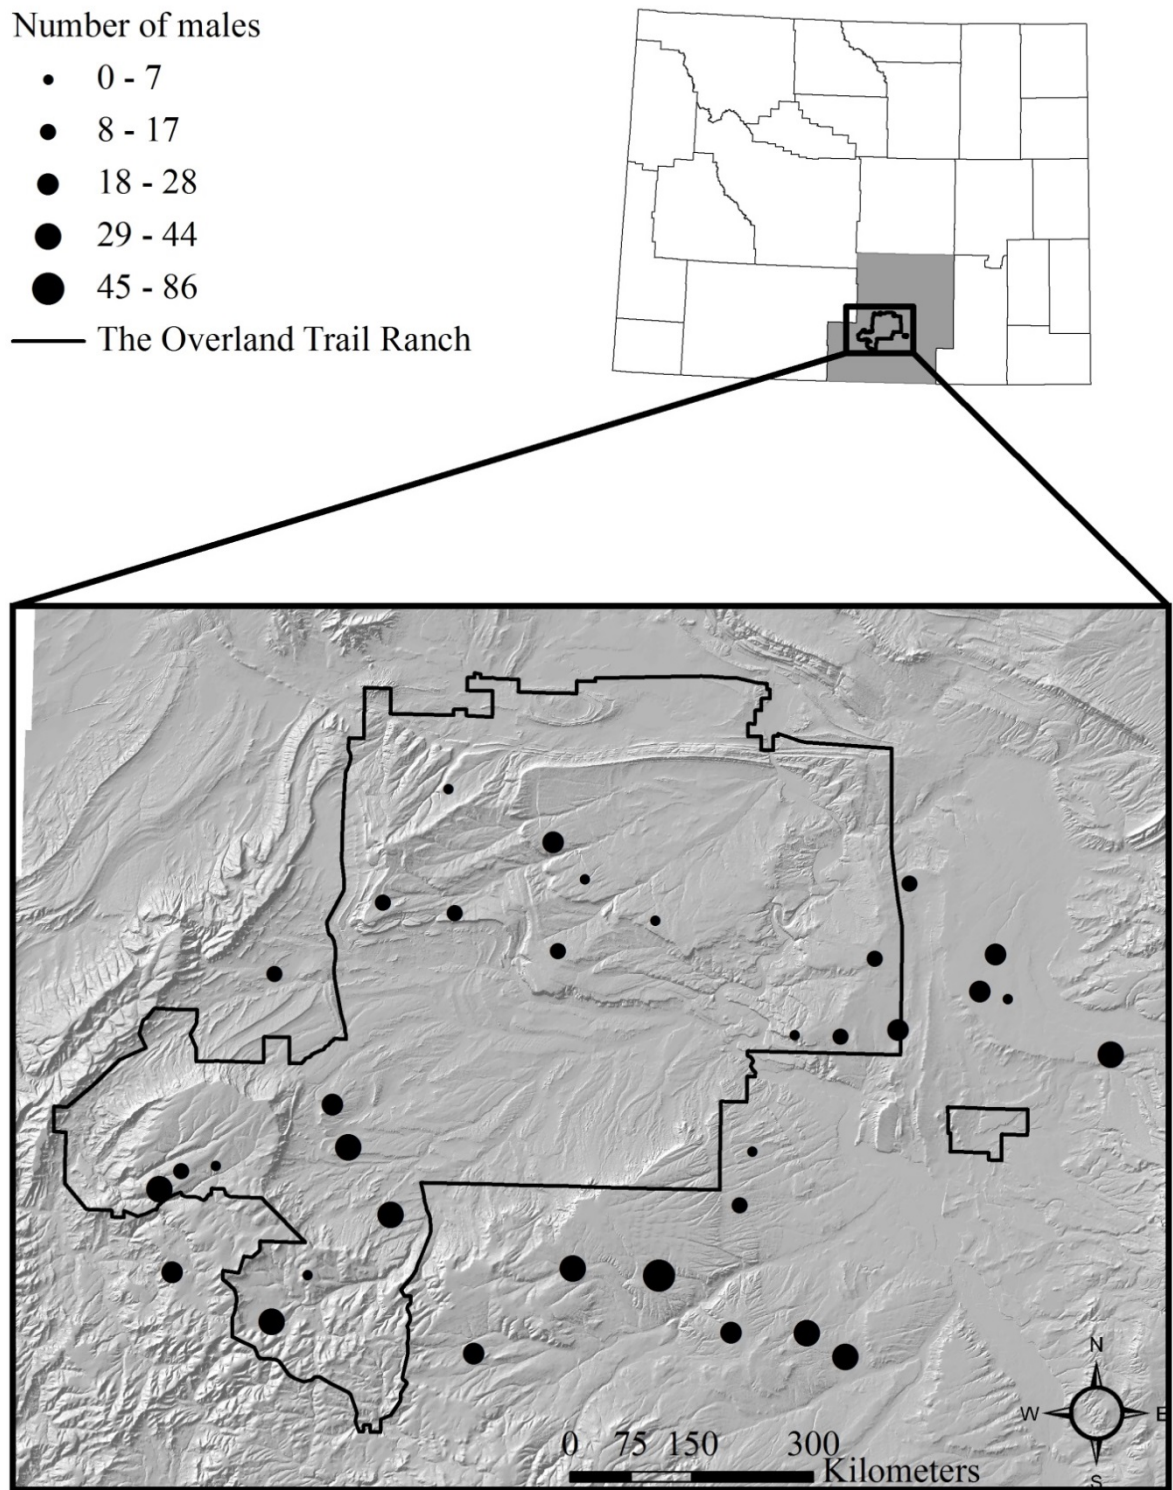 Number of males
0 - 7
8 - 17
18 - 28
29 - 44
45 - 86
The Overland Trail Ranch
N
W E
S
0 75 150 300
Kilometers